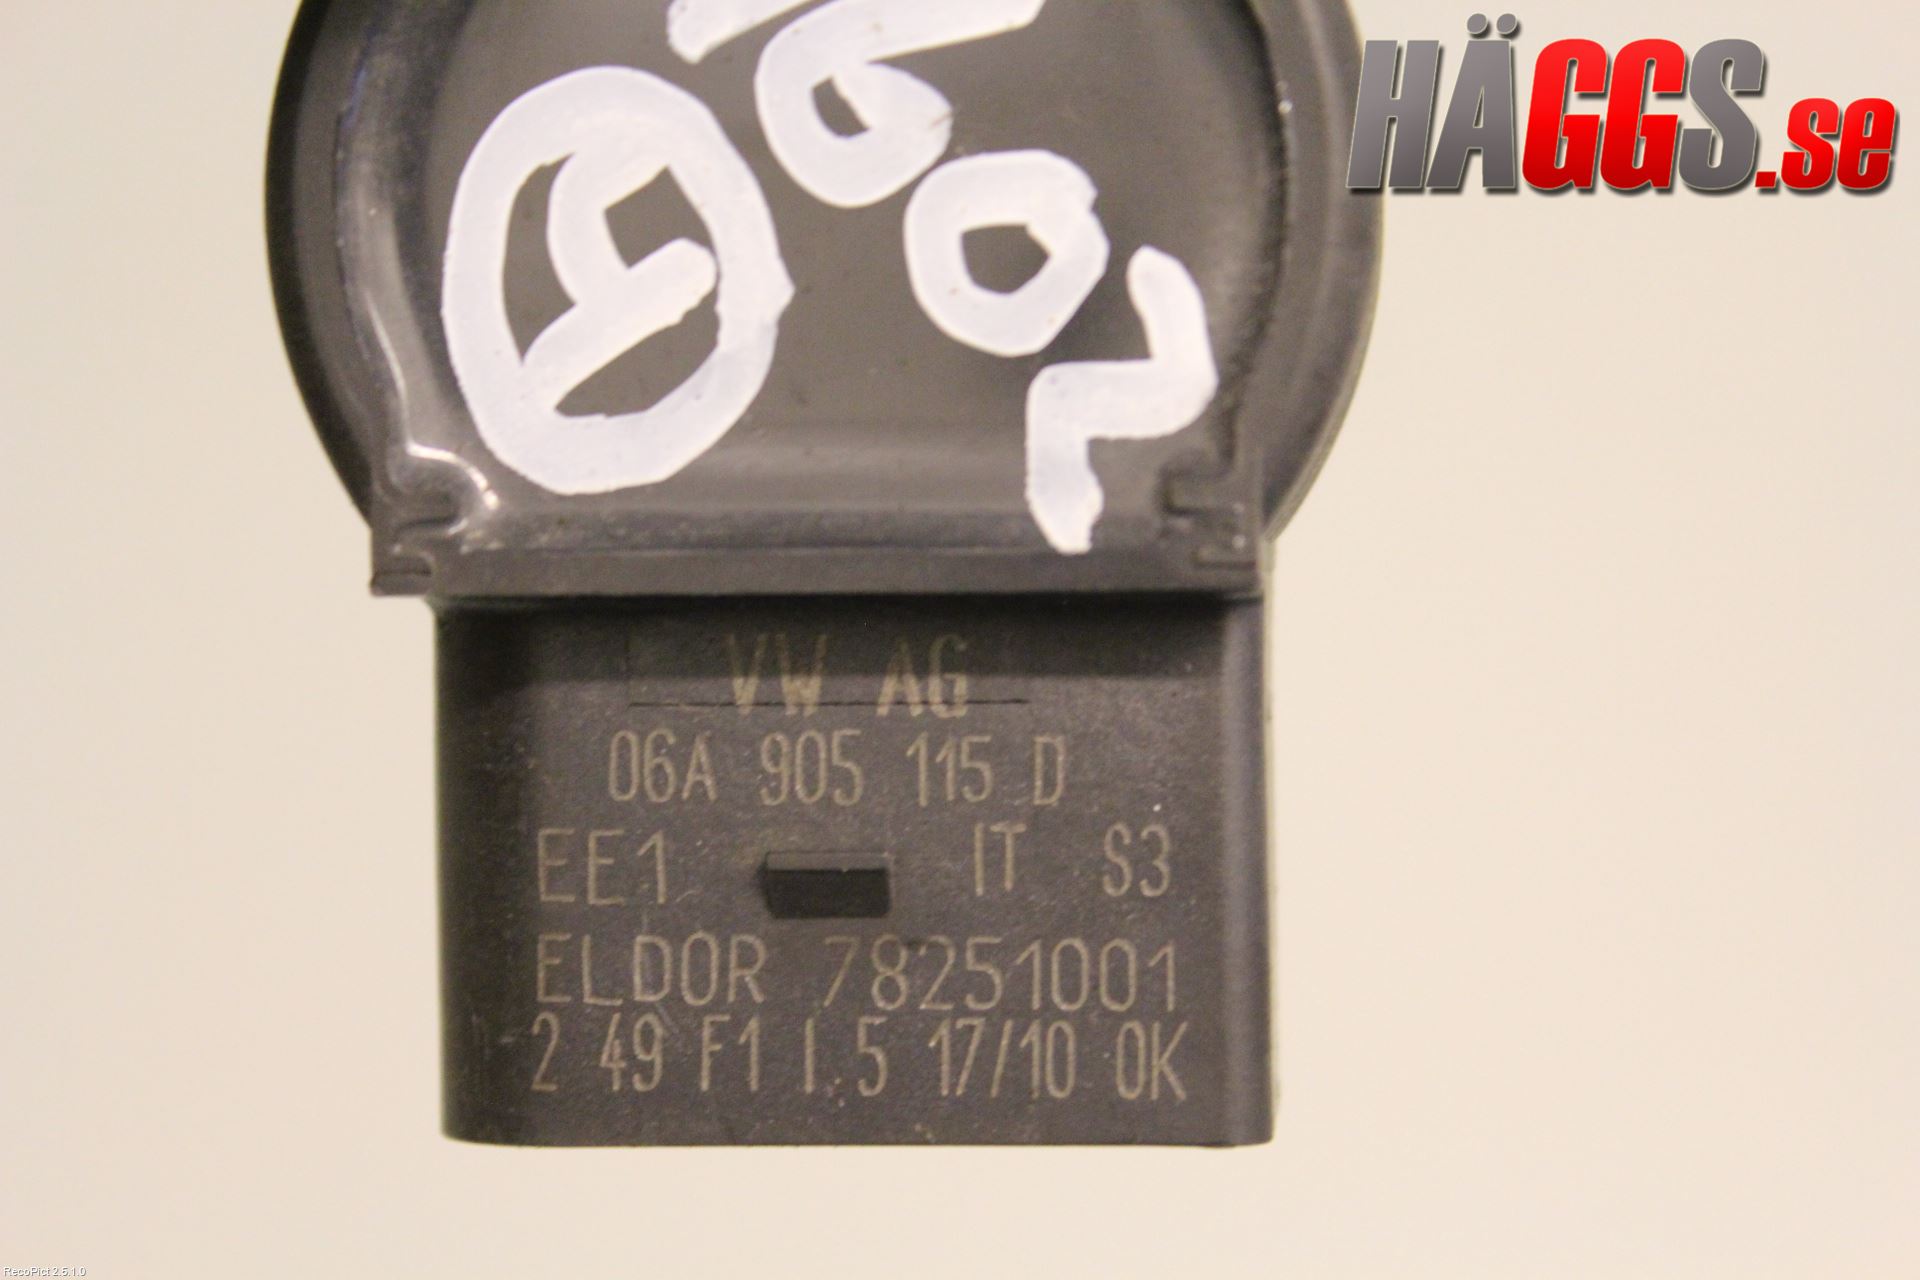 HÄGGS.se
VW AG
06A 905 115 D
EE1 IT S3
ELDOR 78251001
2 49 F1 I.5 17/10 OK
RecoPict 2.5.1.0